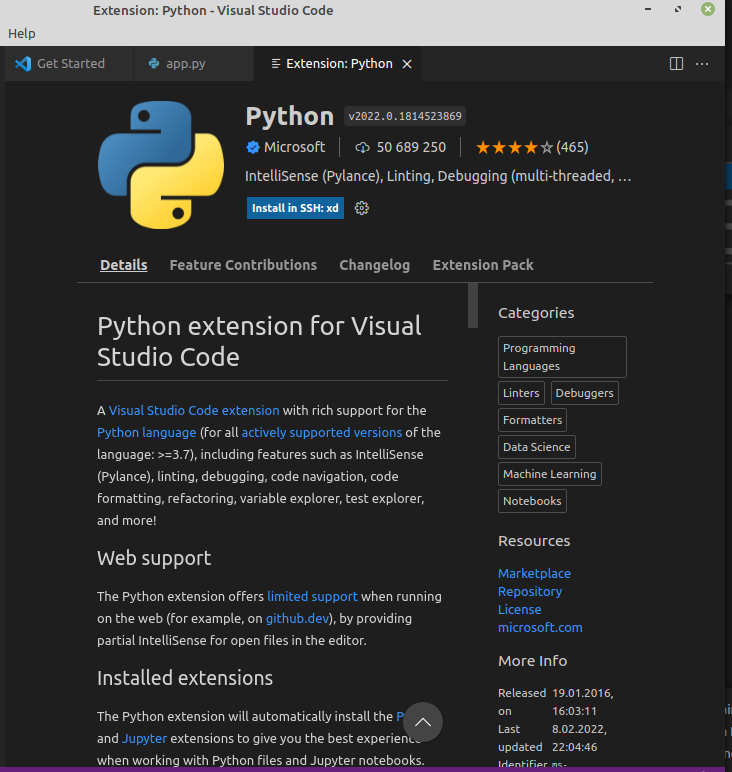 Extension: Python - Visual Studio Code
Help
Get Started
app.py
Extension: Python
Python v2022.0.1814523869
Microsoft
50 689 250
(465)
IntelliSense (Pylance), Linting, Debugging (multi-threaded, …
Install in SSH: xd
Details Feature Contributions Changelog Extension Pack
Python extension for Visual
Studio Code
A Visual Studio Code extension with rich support for the
Python language (for all actively supported versions of the
language: >=3.7), including features such as IntelliSense
(Pylance), linting, debugging, code navigation, code
formatting, refactoring, variable explorer, test explorer,
and more!
Web support
The Python extension offers limited support when running
on the web (for example, on github.dev), by providing
partial IntelliSense for open files in the editor.
Installed extensions
The Python extension will automatically install the
and Jupyter extensions to give you the best experience
when working with Python files and Jupyter notebooks.
Categories
Programming
Languages
Linters
Debuggers
Formatters
Data Science
Machine Learning
Notebooks
Resources
Marketplace
Repository
License
microsoft.com
More Info
Released 19.01.2016,
on 16:03:11
Last 8.02.2022,
updated 22:04:46
Identifier ms-